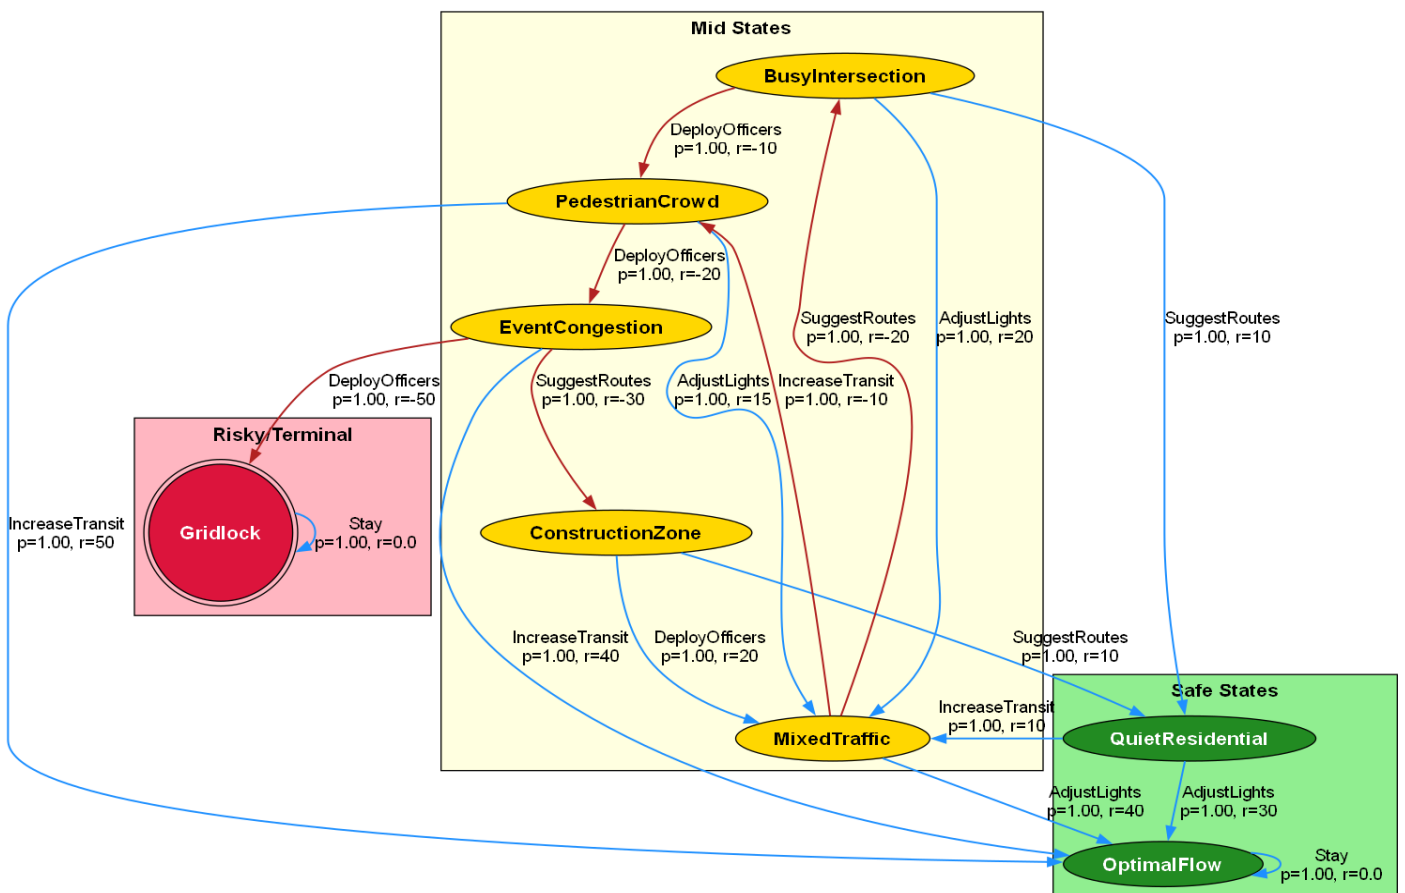 Mid States
BusyIntersection
DeployOfficers
p=1.00, r=-10
PedestrianCrowd
DeployOfficers
p=1.00, r=-20
EventCongestion
SuggestRoutes
p=1.00, r=-20
AdjustLights
p=1.00, r=20
SuggestRoutes
p=1.00, r=10
DeployOfficers
p=1.00, r=-50
SuggestRoutes
p=1.00, r=-30
AdjustLights
p=1.00, r=15
IncreaseTransit
p=1.00, r=-10
Risky/Terminal
Gridlock
Stay
p=1.00, r=0.0
IncreaseTransit
p=1.00, r=50
ConstructionZone
IncreaseTransit
p=1.00, r=40
DeployOfficers
p=1.00, r=20
SuggestRoutes
p=1.00, r=10
Safe States
IncreaseTransit
p=1.00, r=10
MixedTraffic
QuietResidential
AdjustLights
p=1.00, r=40
AdjustLights
p=1.00, r=30
OptimalFlow
Stay
p=1.00, r=0.0